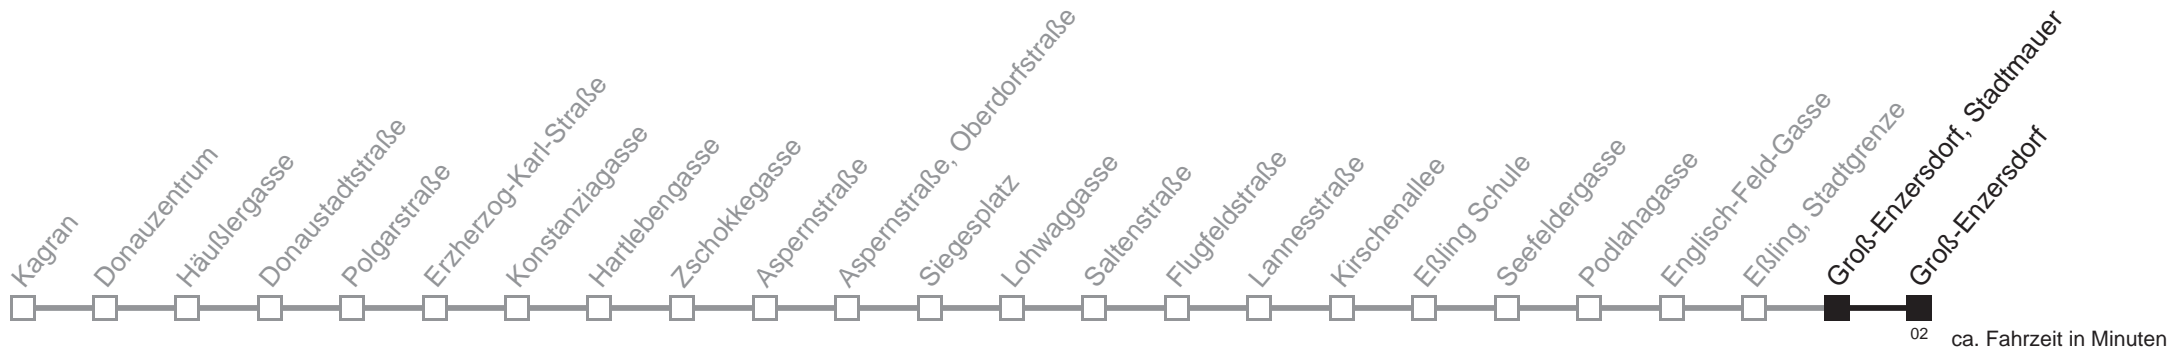 Kagran
Donauzentrum
Häußlergasse
Donaustadtstraße
Polgarstraße
Erzherzog-Karl-Straße
Konstanziagasse
Hartlebengasse
Zschokkegasse
Aspernstraße
Aspernstraße, Oberdorfstraße
Siegesplatz
Lohwaggasse
Saltenstraße
Flugfeldstraße
Lannesstraße
Kirschenallee
Eßling Schule
Seefeldergasse
Podlahagasse
Englisch-Feld-Gasse
Eßling, Stadtgrenze
Groß-Enzersdorf, Stadtmauer
Groß-Enzersdorf
02 ca. Fahrzeit in Minuten